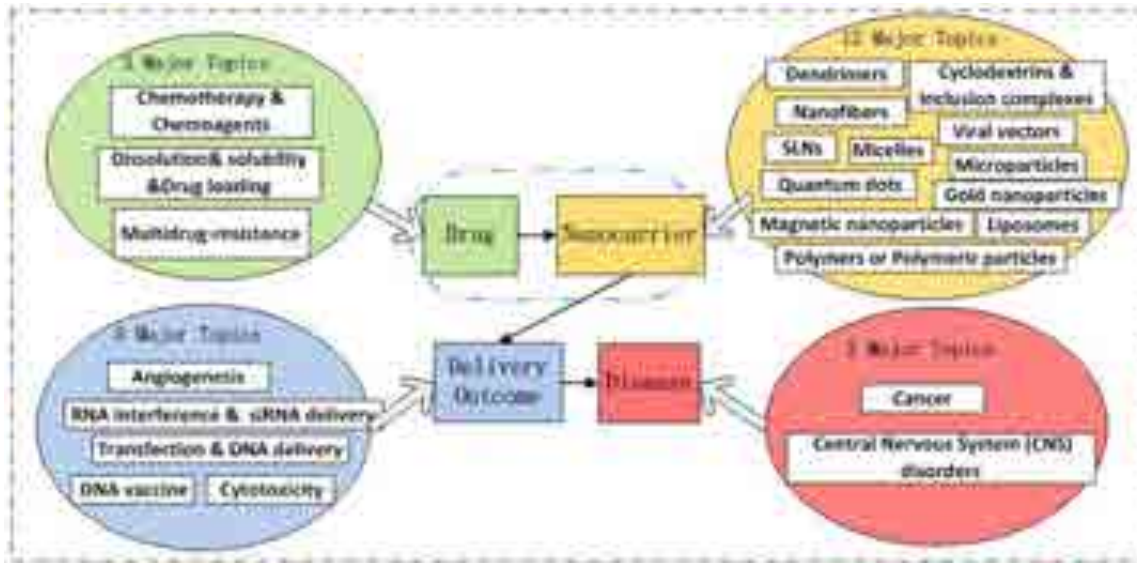 Major Topics
Chemotherapy &
Chemoagents
Dissolution& solubility
&Drug loading
Multidrug-resistance
12 Major Topics
Dendrimers
Cyclodextrins &
Inclusion complexes
Nanofibers
Viral vectors
SLNs
Micelles
Microparticles
Quantum dots
Gold nanoparticles
Magnetic nanoparticles
Liposomes
Polymers or Polymeric particles
Drug
Nanocarrier
Delivery
Outcome
Disease
Major Topics
Angiogenesis
RNA interference & siRNA delivery
Transfection & DNA delivery
DNA vaccine
Cytotoxicity
Major Topics
Cancer
Central Nervous System (CNS)
disorders